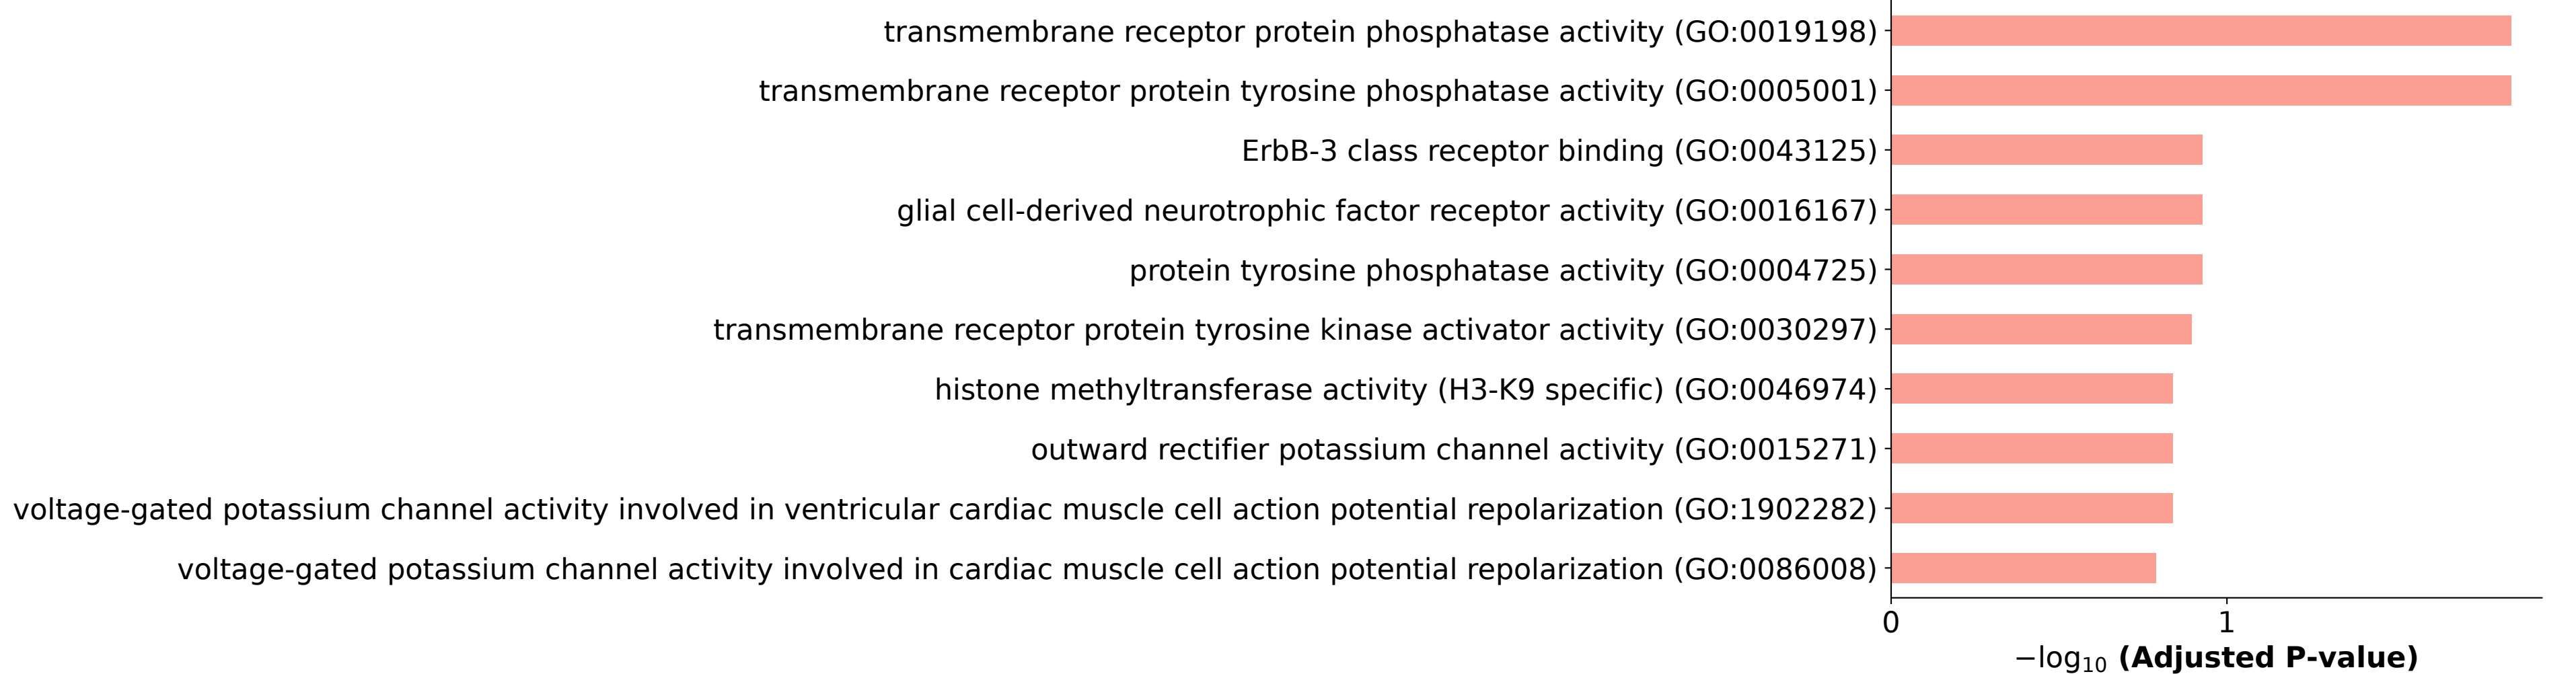 transmembrane receptor protein phosphatase activity (GO:0019198)
transmembrane receptor protein tyrosine phosphatase activity (GO:0005001)
ErbB-3 class receptor binding (GO:0043125)
glial cell-derived neurotrophic factor receptor activity (GO:0016167)
protein tyrosine phosphatase activity (GO:0004725)
transmembrane receptor protein tyrosine kinase activator activity (GO:0030297)
histone methyltransferase activity (H3-K9 specific) (GO:0046974)
outward rectifier potassium channel activity (GO:0015271)
voltage-gated potassium channel activity involved in ventricular cardiac muscle cell action potential repolarization (GO:1902282)
voltage-gated potassium channel activity involved in cardiac muscle cell action potential repolarization (GO:0086008)
0 1
−log₁₀ (Adjusted P-value)